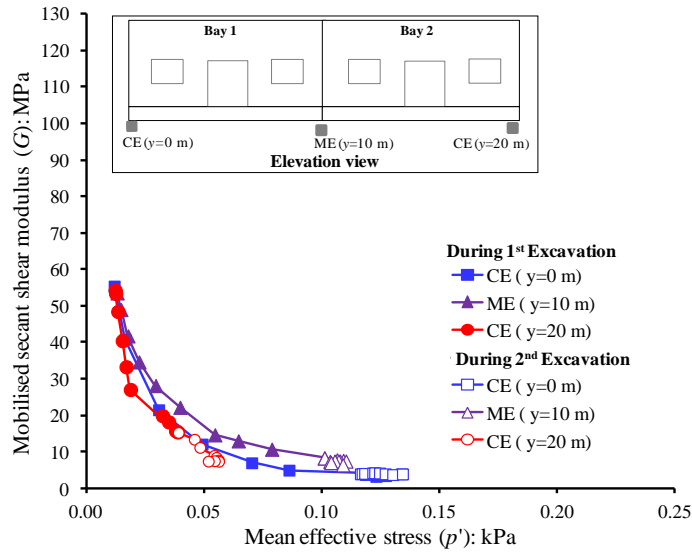 Mobilised secant shear modulus (G): MPa
130
120
110
100
90
80
70
60
50
40
30
20
10
0
Bay 1
Bay 2
CE (y=0 m)
ME (y=10 m)
CE (y=20 m)
Elevation view
During 1st Excavation
CE ( y=0 m)
ME ( y=10 m)
CE ( y=20 m)
During 2nd Excavation
CE ( y=0 m)
ME ( y=10 m)
CE ( y=20 m)
0.00
0.05
0.10
0.15
0.20
0.25
Mean effective stress (p'): kPa